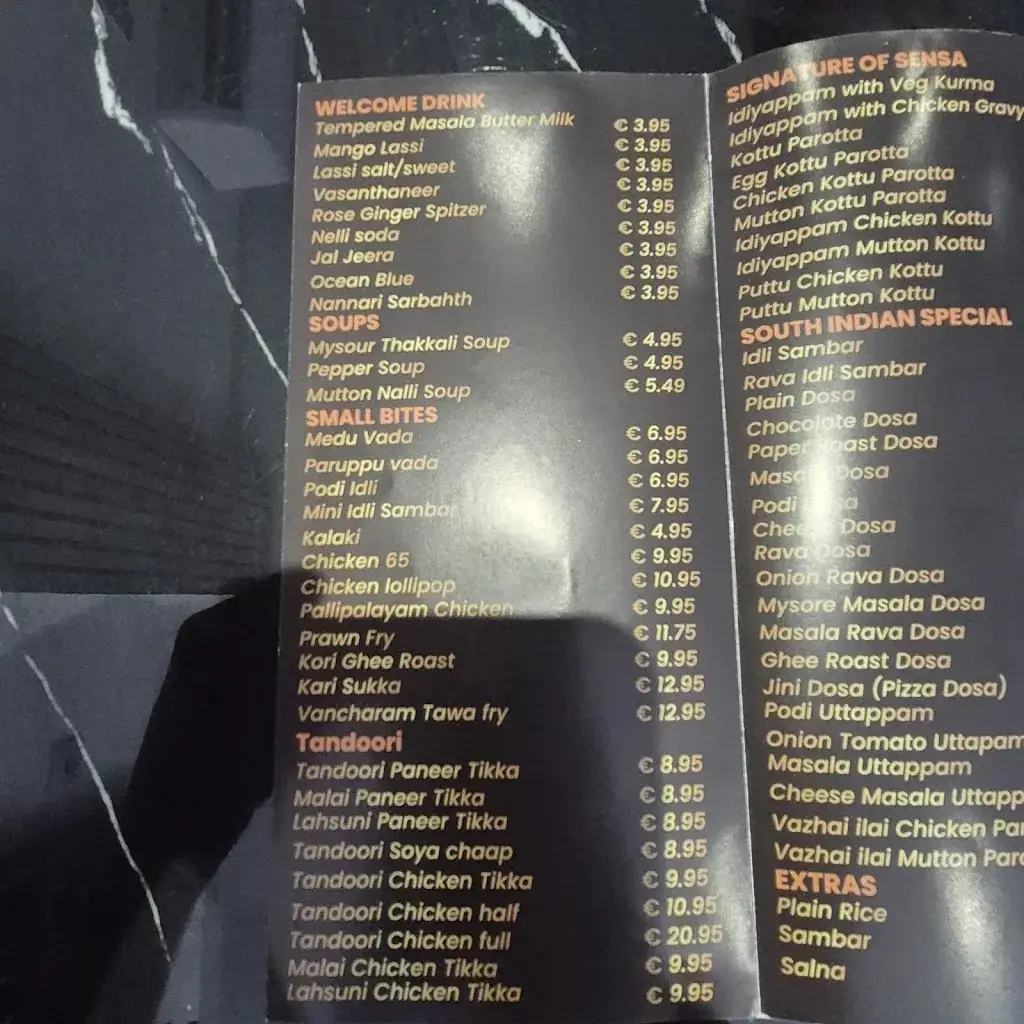 WELCOME DRINK
Tempered Masala Butter Milk € 3.95
Mango Lassi € 3.95
Lassi salt/sweet € 3.95
Vasanthaneer € 3.95
Rose Ginger Spitzer € 3.95
Nelli soda € 3.95
Jal Jeera € 3.95
Ocean Blue € 3.95
Nannari Sarbahth € 3.95
SOUPS
Mysour Thakkali Soup € 4.95
Pepper Soup € 4.95
Mutton Nalli Soup € 5.49
SMALL BITES
Medu Vada € 6.95
Paruppu vada € 6.95
Podi Idli € 6.95
Mini Idli Sambar € 7.95
Kalaki € 4.95
Chicken 65 € 9.95
Chicken lollipop € 10.95
Pallipalayam Chicken € 9.95
Prawn Fry € 11.75
Kori Ghee Roast € 9.95
Kari Sukka € 12.95
Vancharam Tawa fry € 12.95
Tandoori
Tandoori Paneer Tikka € 8.95
Malai Paneer Tikka € 8.95
Lahsuni Paneer Tikka € 8.95
Tandoori Soya chaap € 8.95
Tandoori Chicken Tikka € 9.95
Tandoori Chicken half € 10.95
Tandoori Chicken full € 20.95
Malai Chicken Tikka € 9.95
Lahsuni Chicken Tikka € 9.95
SIGNATURE OF SENSA
Idiyappam with Veg Kurma
Idiyappam with Chicken Gravy
Kottu Parotta
Egg Kottu Parotta
Chicken Kottu Parotta
Mutton Kottu Parotta
Idiyappam Chicken Kottu
Idiyappam Mutton Kottu
Puttu Chicken Kottu
Puttu Mutton Kottu
SOUTH INDIAN SPECIAL
Idli Sambar
Rava Idli Sambar
Plain Dosa
Chocolate Dosa
Paper Roast Dosa
Masala Dosa
Podi Dosa
Cheese Dosa
Rava Dosa
Onion Rava Dosa
Mysore Masala Dosa
Masala Rava Dosa
Ghee Roast Dosa
Jini Dosa (Pizza Dosa)
Podi Uttappam
Onion Tomato Uttapam
Masala Uttappam
Cheese Masala Uttapp
Vazhai ilai Chicken Pa
Vazhai ilai Mutton Paro
EXTRAS
Plain Rice
Sambar
Salna